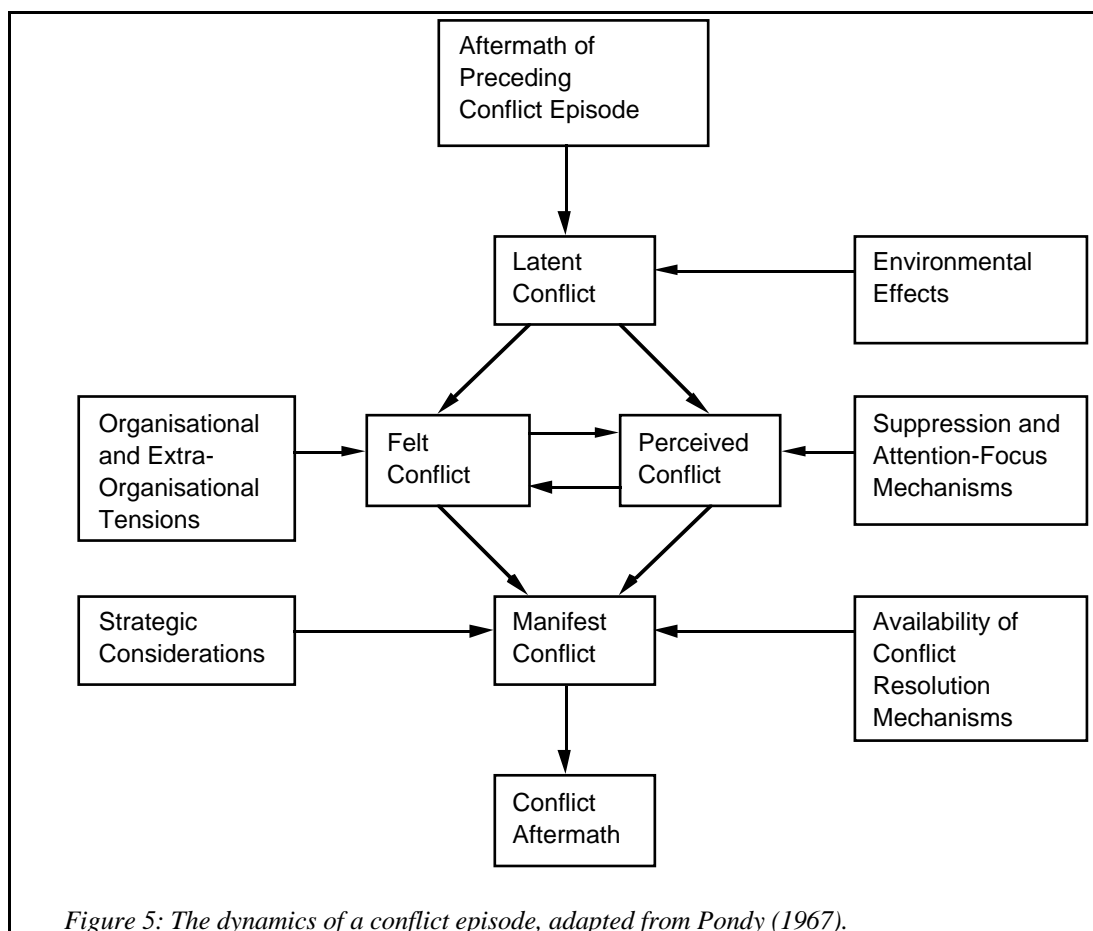 Aftermath of
Preceding
Conflict Episode
Latent
Conflict
Environmental
Effects
Organisational
and Extra-
Organisational
Tensions
Felt
Conflict
Perceived
Conflict
Suppression and
Attention-Focus
Mechanisms
Strategic
Considerations
Manifest
Conflict
Availability of
Conflict
Resolution
Mechanisms
Conflict
Aftermath
Figure 5: The dynamics of a conflict episode, adapted from Pondy (1967).